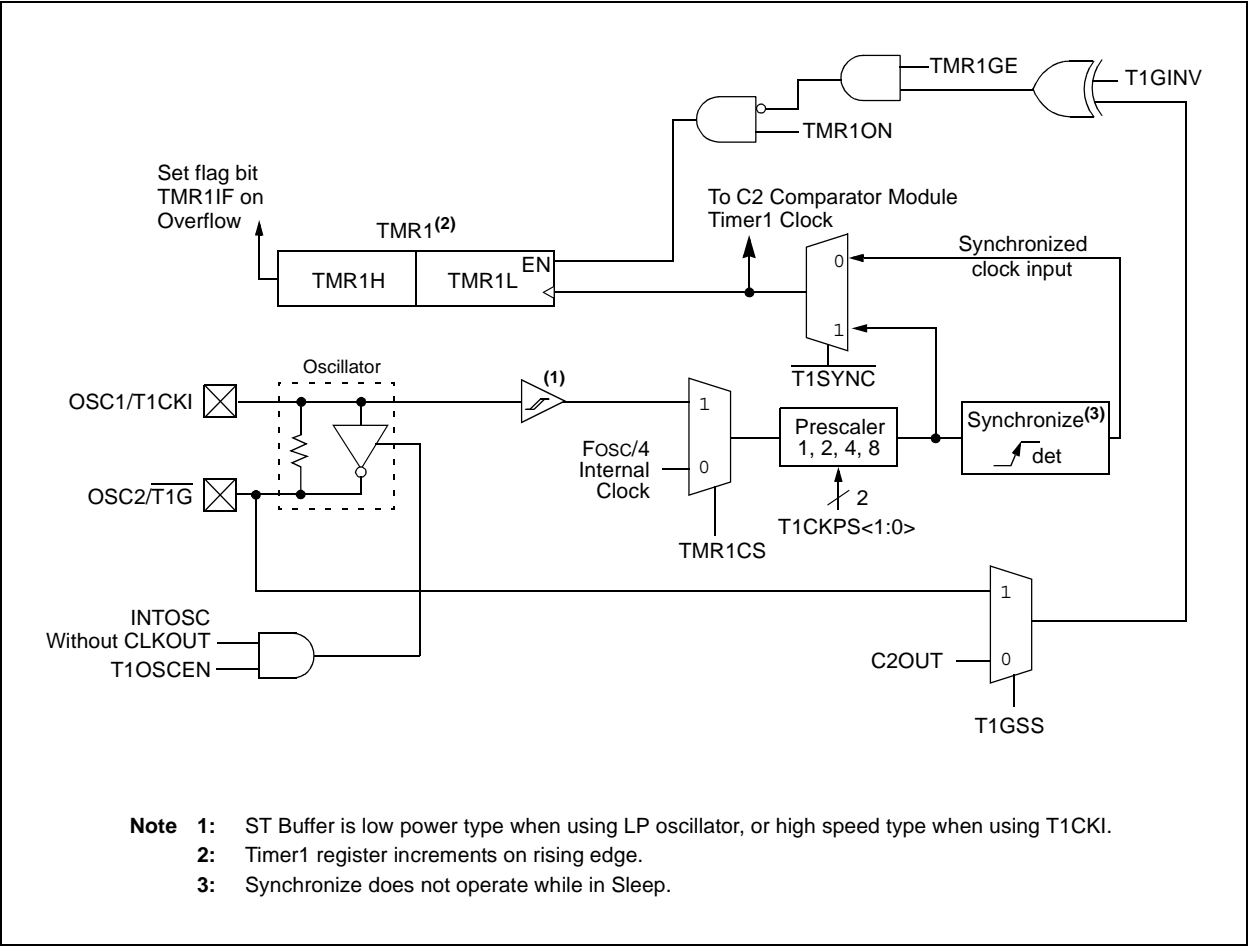 TMR1GE
T1GINV
TMR1ON
Set flag bit
TMR1IF on
Overflow
To C2 Comparator Module
Timer1 Clock
TMR1(2)
EN
TMR1H
TMR1L
0
Synchronized
clock input
1
T1SYNC
Oscillator
(1)
OSC1/T1CKI
1
Prescaler
1, 2, 4, 8
Synchronize(3)
det
FOSC/4
Internal
Clock
0
OSC2/T1G
2
T1CKPS<1:0>
TMR1CS
1
INTOSC
Without CLKOUT
T1OSCEN
C2OUT
0
T1GSS
Note 1: ST Buffer is low power type when using LP oscillator, or high speed type when using T1CKI.
2: Timer1 register increments on rising edge.
3: Synchronize does not operate while in Sleep.